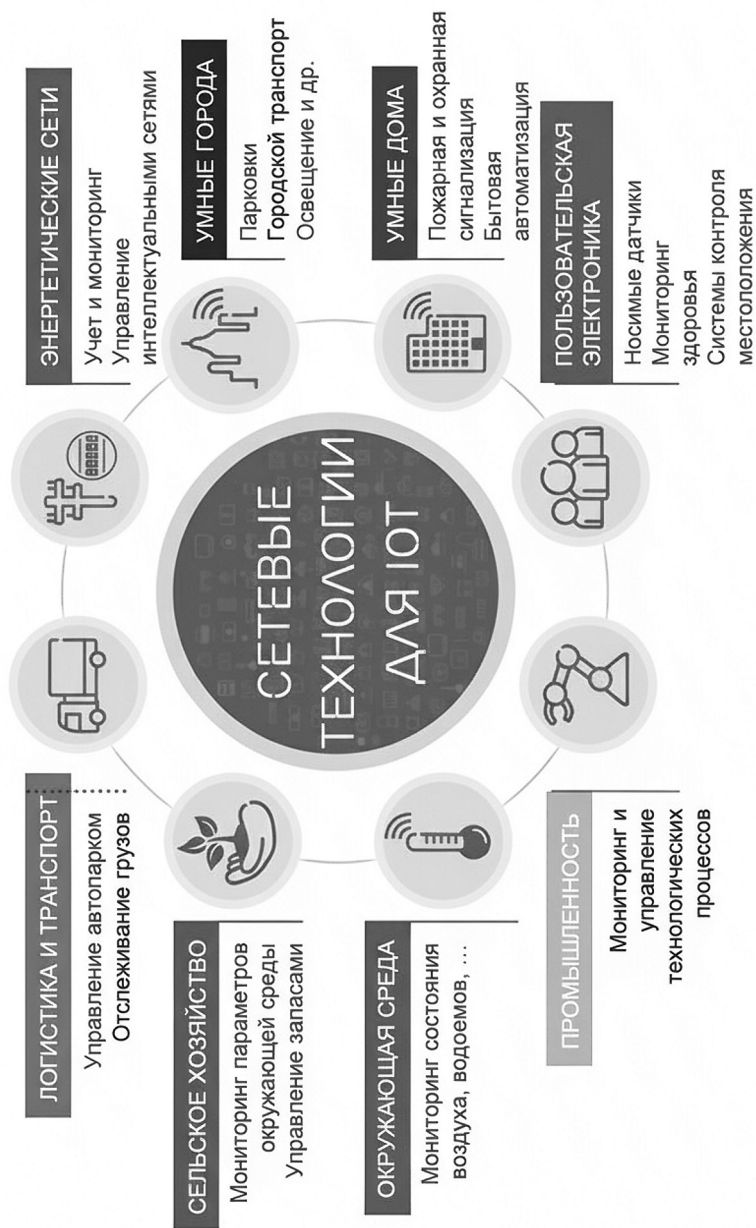 ЛОГИСТИКА И ТРАНСПОРТ
Управление автопарком
Отслеживание грузов
СЕЛЬСКОЕ ХОЗЯЙСТВО
Мониторинг параметров
окружающей среды
Управление запасами
ОКРУЖАЮЩАЯ СРЕДА
Мониторинг состояния
воздуха, водоемов, ...
ПРОМЫШЛЕННОСТЬ
Мониторинг и
управление
технологических
процессов
СЕТЕВЫЕ
ТЕХНОЛОГИИ
ДЛЯ IOT
ЭНЕРГЕТИЧЕСКИЕ СЕТИ
Учет и мониторинг
Управление
интеллектуальными сетями
УМНЫЕ ГОРОДА
Парковки
Городской транспорт
Освещение и др.
УМНЫЕ ДОМА
Пожарная и охранная
сигнализация
Бытовая
автоматизация
ПОЛЬЗОВАТЕЛЬСКАЯ
ЭЛЕКТРОНИКА
Носимые датчики
Мониторинг
здоровья
Системы контроля
местоположения